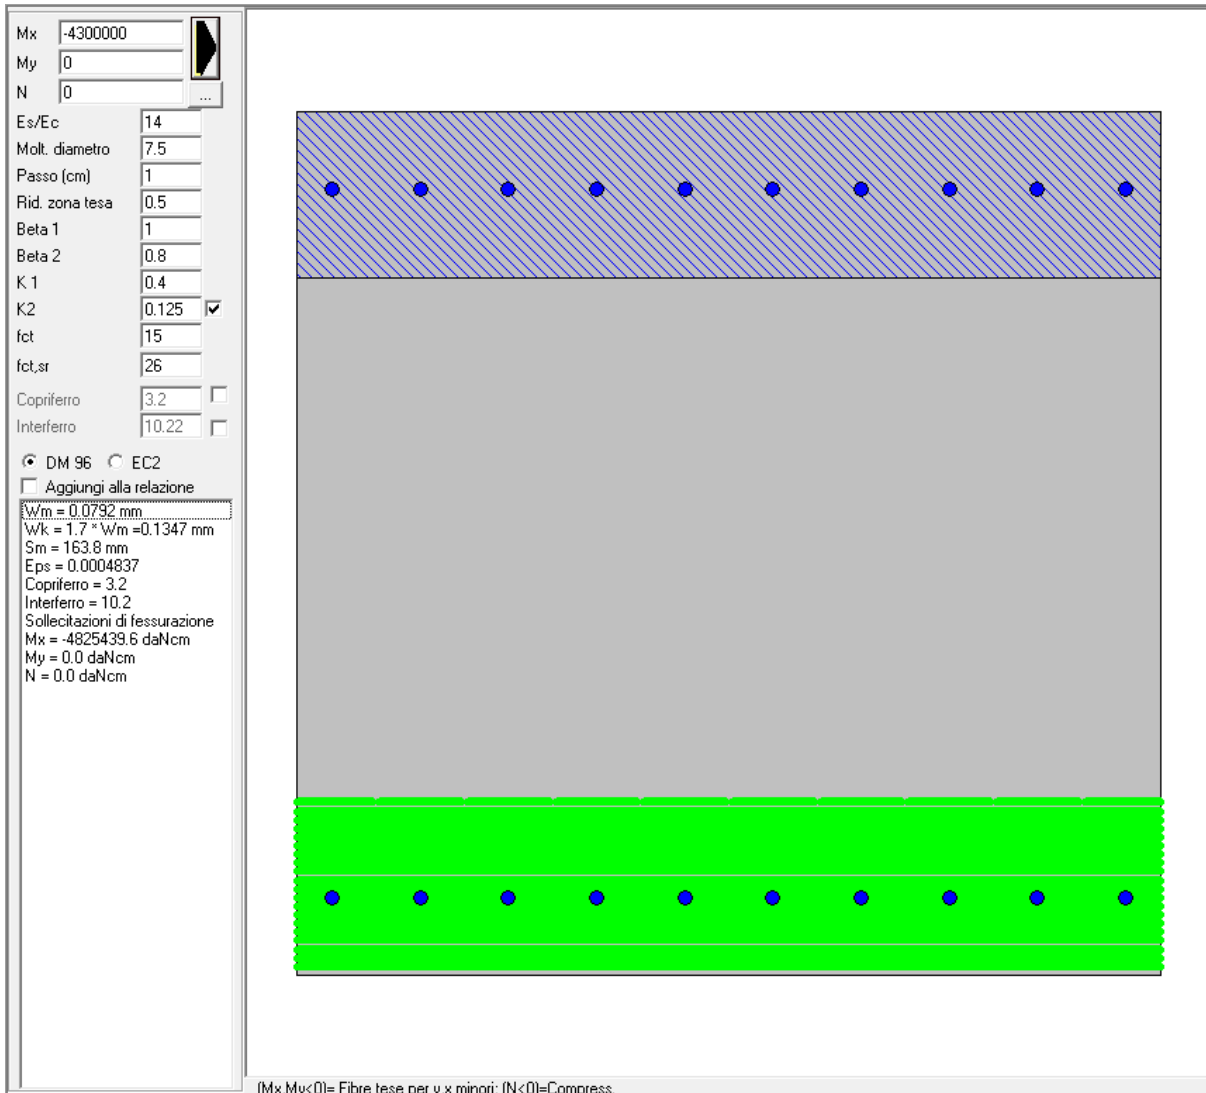 Mx -4300000
My 0
N 0
...
Es/Ec 14
Molt. diametro 7.5
Passo (cm) 1
Rid. zona tesa 0.5
Beta 1 1
Beta 2 0.8
K 1 0.4
K2 0.125
fct 15
fct,sr 26
Copriferro 3.2
Interferro 10.22
DM 96 EC2
Aggiungi alla relazione
Wm = 0.0792 mm
Wk = 1.7 * Wm =0.1347 mm
Sm = 163.8 mm
Eps = 0.0004837
Copriferro = 3.2
Interferro = 10.2
Sollecitazioni di fessurazione
Mx = -4825439.6 daNcm
My = 0.0 daNcm
N = 0.0 daNcm
(Mx,My<0)= Fibre tese per y,x minori; (N<0)=Compress.